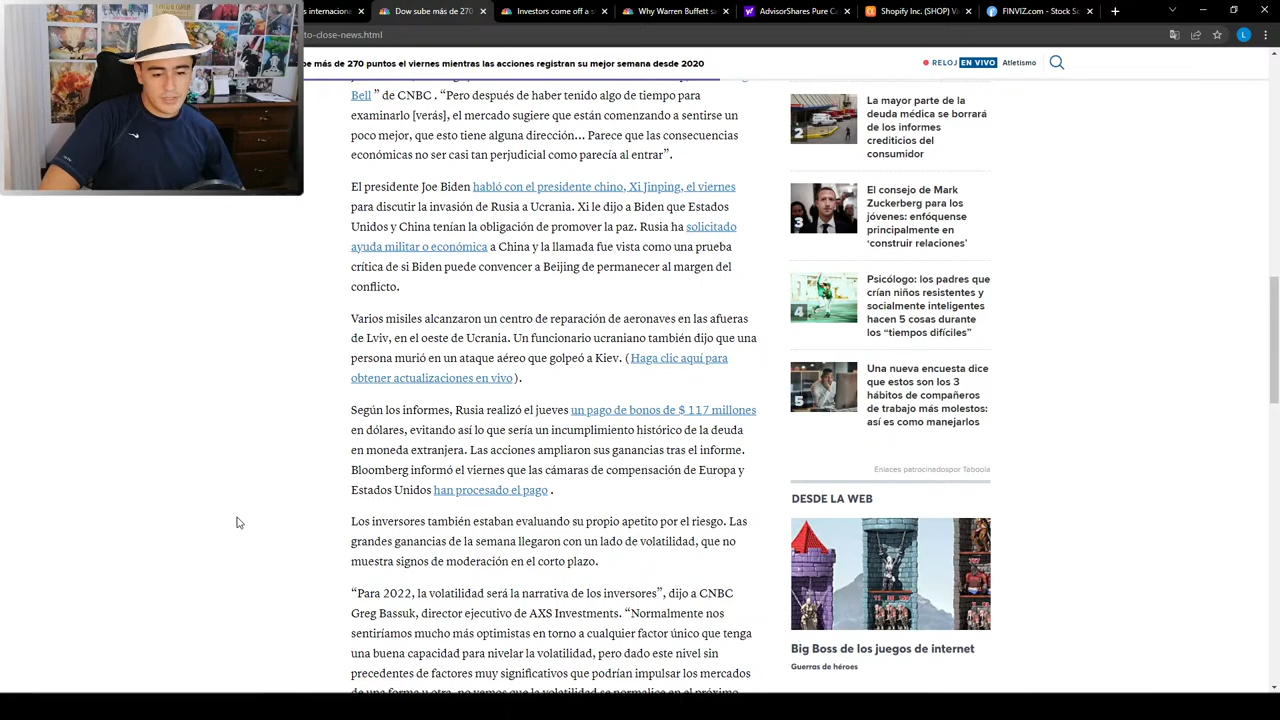 internaciona
Dow sube más de 270
Investors come off a s
Why Warren Buffett sa
AdvisorShares Pure Ca
Shopify Inc. (SHOP) Va
FINVIZ.com - Stock Sc
to-close-news.html
be más de 270 puntos el viernes mientras las acciones registran su mejor semana desde 2020
RELOJ EN VIVO Atletismo
Bell ” de CNBC . “Pero después de haber tenido algo de tiempo para
examinarlo [verás], el mercado sugiere que están comenzando a sentirse un
poco mejor, que esto tiene alguna dirección... Parece que las consecuencias
económicas no ser casi tan perjudicial como parecía al entrar”.
El presidente Joe Biden habló con el presidente chino, Xi Jinping, el viernes
para discutir la invasión de Rusia a Ucrania. Xi le dijo a Biden que Estados
Unidos y China tenían la obligación de promover la paz. Rusia ha solicitado
ayuda militar o económica a China y la llamada fue vista como una prueba
crítica de si Biden puede convencer a Beijing de permanecer al margen del
conflicto.
Varios misiles alcanzaron un centro de reparación de aeronaves en las afueras
de Lviv, en el oeste de Ucrania. Un funcionario ucraniano también dijo que una
persona murió en un ataque aéreo que golpeó a Kiev. (Haga clic aquí para
obtener actualizaciones en vivo ).
Según los informes, Rusia realizó el jueves un pago de bonos de $ 117 millones
en dólares, evitando así lo que sería un incumplimiento histórico de la deuda
en moneda extranjera. Las acciones ampliaron sus ganancias tras el informe.
Bloomberg informó el viernes que las cámaras de compensación de Europa y
Estados Unidos han procesado el pago .
Los inversores también estaban evaluando su propio apetito por el riesgo. Las
grandes ganancias de la semana llegaron con un lado de volatilidad, que no
muestra signos de moderación en el corto plazo.
“Para 2022, la volatilidad será la narrativa de los inversores”, dijo a CNBC
Greg Bassuk, director ejecutivo de AXS Investments. “Normalmente nos
sentiríamos mucho más optimistas en torno a cualquier factor único que tenga
una buena capacidad para nivelar la volatilidad, pero dado este nivel sin
precedentes de factores muy significativos que podrían impulsar los mercados
de una forma u otra, no vemos que la volatilidad se normalice en el próximo
2
La mayor parte de la
deuda médica se borrará
de los informes
crediticios del
consumidor
3
El consejo de Mark
Zuckerberg para los
jóvenes: enfóquense
principalmente en
‘construir relaciones’
4
Psicólogo: los padres que
crían niños resistentes y
socialmente inteligentes
hacen 5 cosas durante
los “tiempos difíciles”
5
Una nueva encuesta dice
que estos son los 3
hábitos de compañeros
de trabajo más molestos:
así es como manejarlos
Enlaces patrocinadospor Taboola
DESDE LA WEB
Big Boss de los juegos de internet
Guerras de héroes